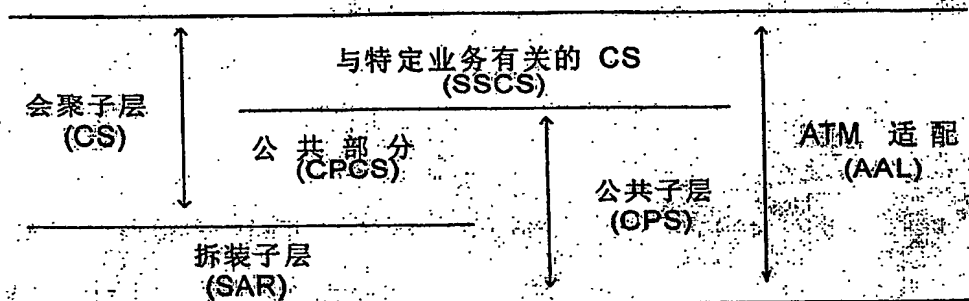 与特定业务有关的 CS
(SSCS)
会聚子层
(CS)
公共部分
(CPCS)
ATM 适配
(AAL)
公共子层
(CPS)
拆装子层
(SAR)